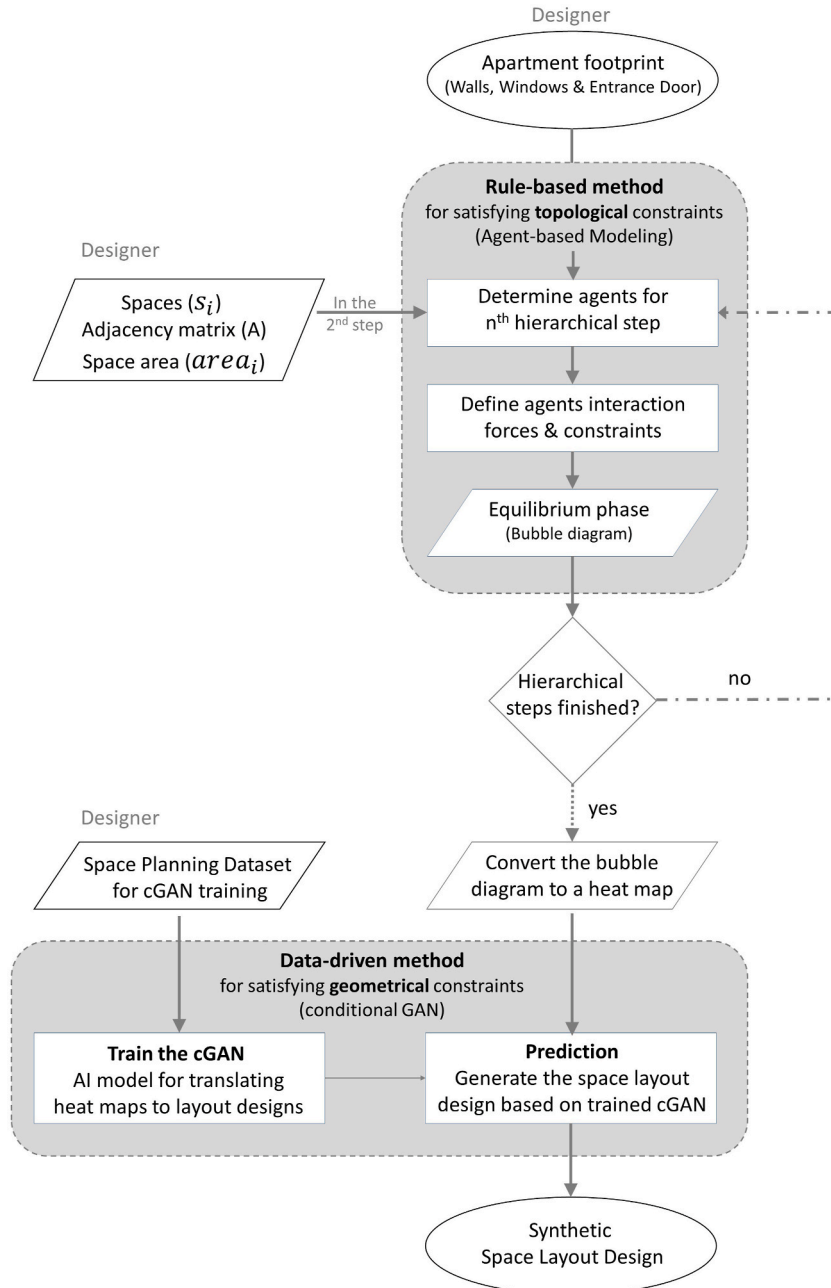 Designer
Apartment footprint
(Walls, Windows & Entrance Door)
Rule-based method
for satisfying topological constraints
(Agent-based Modeling)
Designer
Spaces (s_i)
Adjacency matrix (A)
Space area (area_i)
In the
2nd step
Determine agents for
nth hierarchical step
Define agents interaction
forces & constraints
Equilibrium phase
(Bubble diagram)
Hierarchical
steps finished?
no
yes
Designer
Space Planning Dataset
for cGAN training
Convert the bubble
diagram to a heat map
Data-driven method
for satisfying geometrical constraints
(conditional GAN)
Train the cGAN
AI model for translating
heat maps to layout designs
Prediction
Generate the space layout
design based on trained cGAN
Synthetic
Space Layout Design